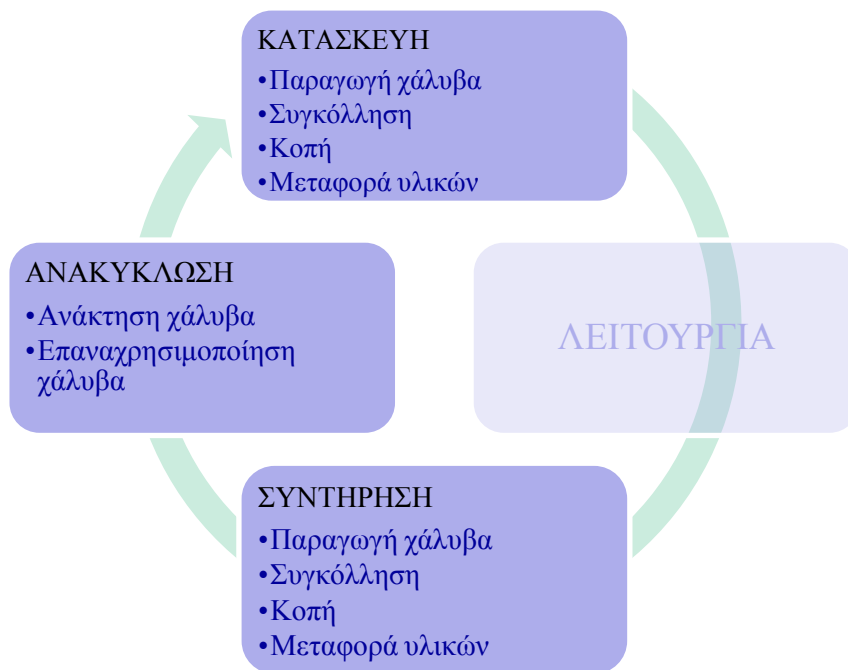 ΚΑΤΑΣΚΕΥΗ
•Παραγωγή χάλυβα
•Συγκόλληση
•Κοπή
•Μεταφορά υλικών
ΛΕΙΤΟΥΡΓΙΑ
ΣΥΝΤΗΡΗΣΗ
•Παραγωγή χάλυβα
•Συγκόλληση
•Κοπή
•Μεταφορά υλικών
ΑΝΑΚΥΚΛΩΣΗ
•Ανάκτηση χάλυβα
•Επαναχρησιμοποίηση
χάλυβα